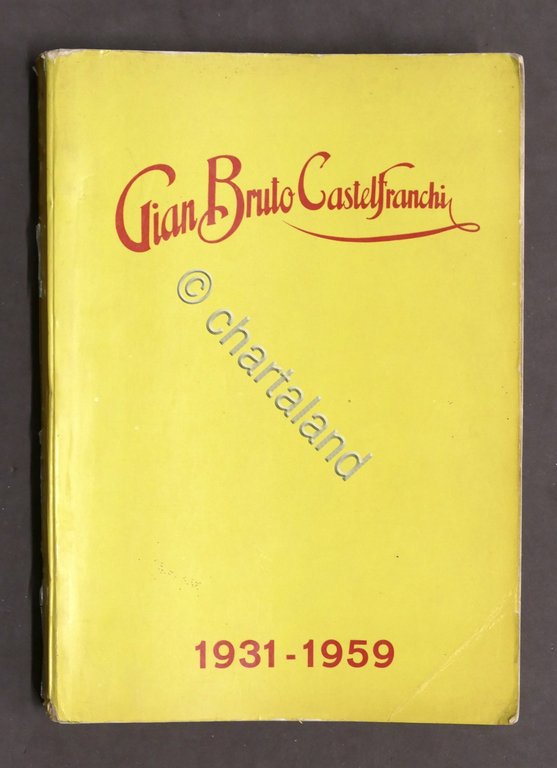 Gian Bruto Castelfranchi
© chartaland
1931-1959